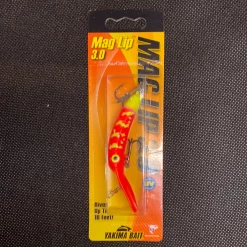 Mag Lip
3.0
MAG LIP
Dives
Up To
10 Feet!
YAKIMA BAIT